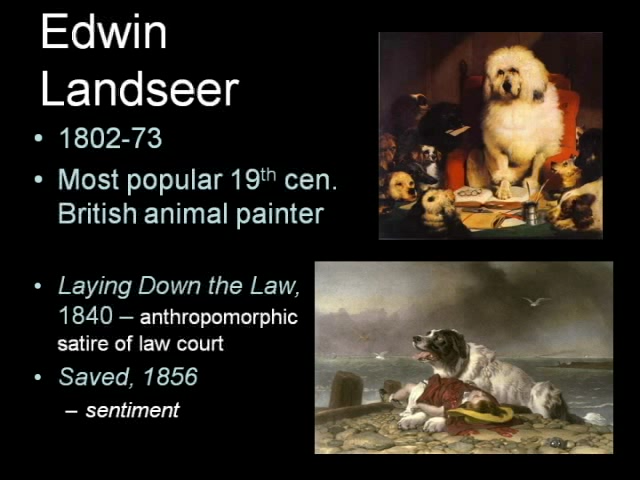 Edwin
Landseer
• 1802-73
• Most popular 19th cen.
British animal painter
• Laying Down the Law,
1840 – anthropomorphic
satire of law court
• Saved, 1856
– sentiment